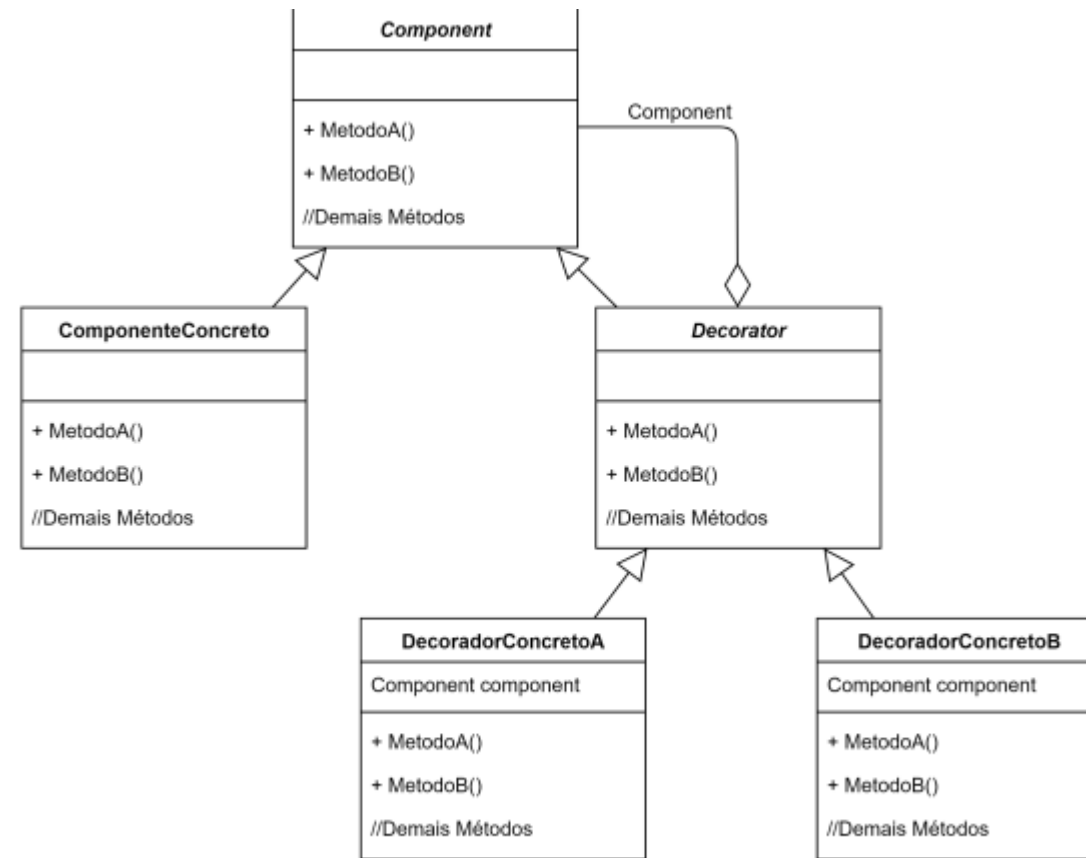 Component
+ MetodoA()
+ MetodoB()
//Demais Métodos
Component
ComponenteConcreto
+ MetodoA()
+ MetodoB()
//Demais Métodos
Decorator
+ MetodoA()
+ MetodoB()
//Demais Métodos
DecoradorConcretoA
Component component
+ MetodoA()
+ MetodoB()
//Demais Métodos
DecoradorConcretoB
Component component
+ MetodoA()
+ MetodoB()
//Demais Métodos